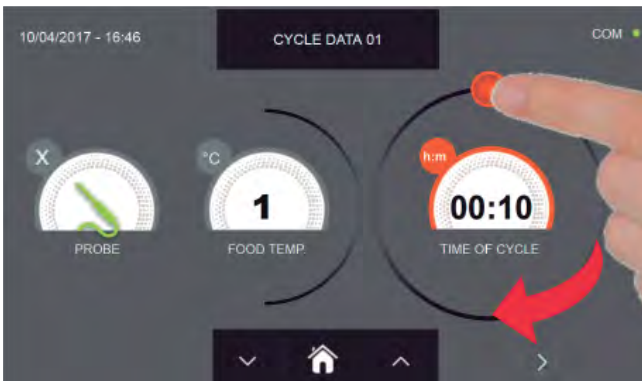 10/04/2017 - 16:46
CYCLE DATA 01
COM
X
°C
h:m
1
00:10
PROBE
FOOD TEMP.
TIME OF CYCLE